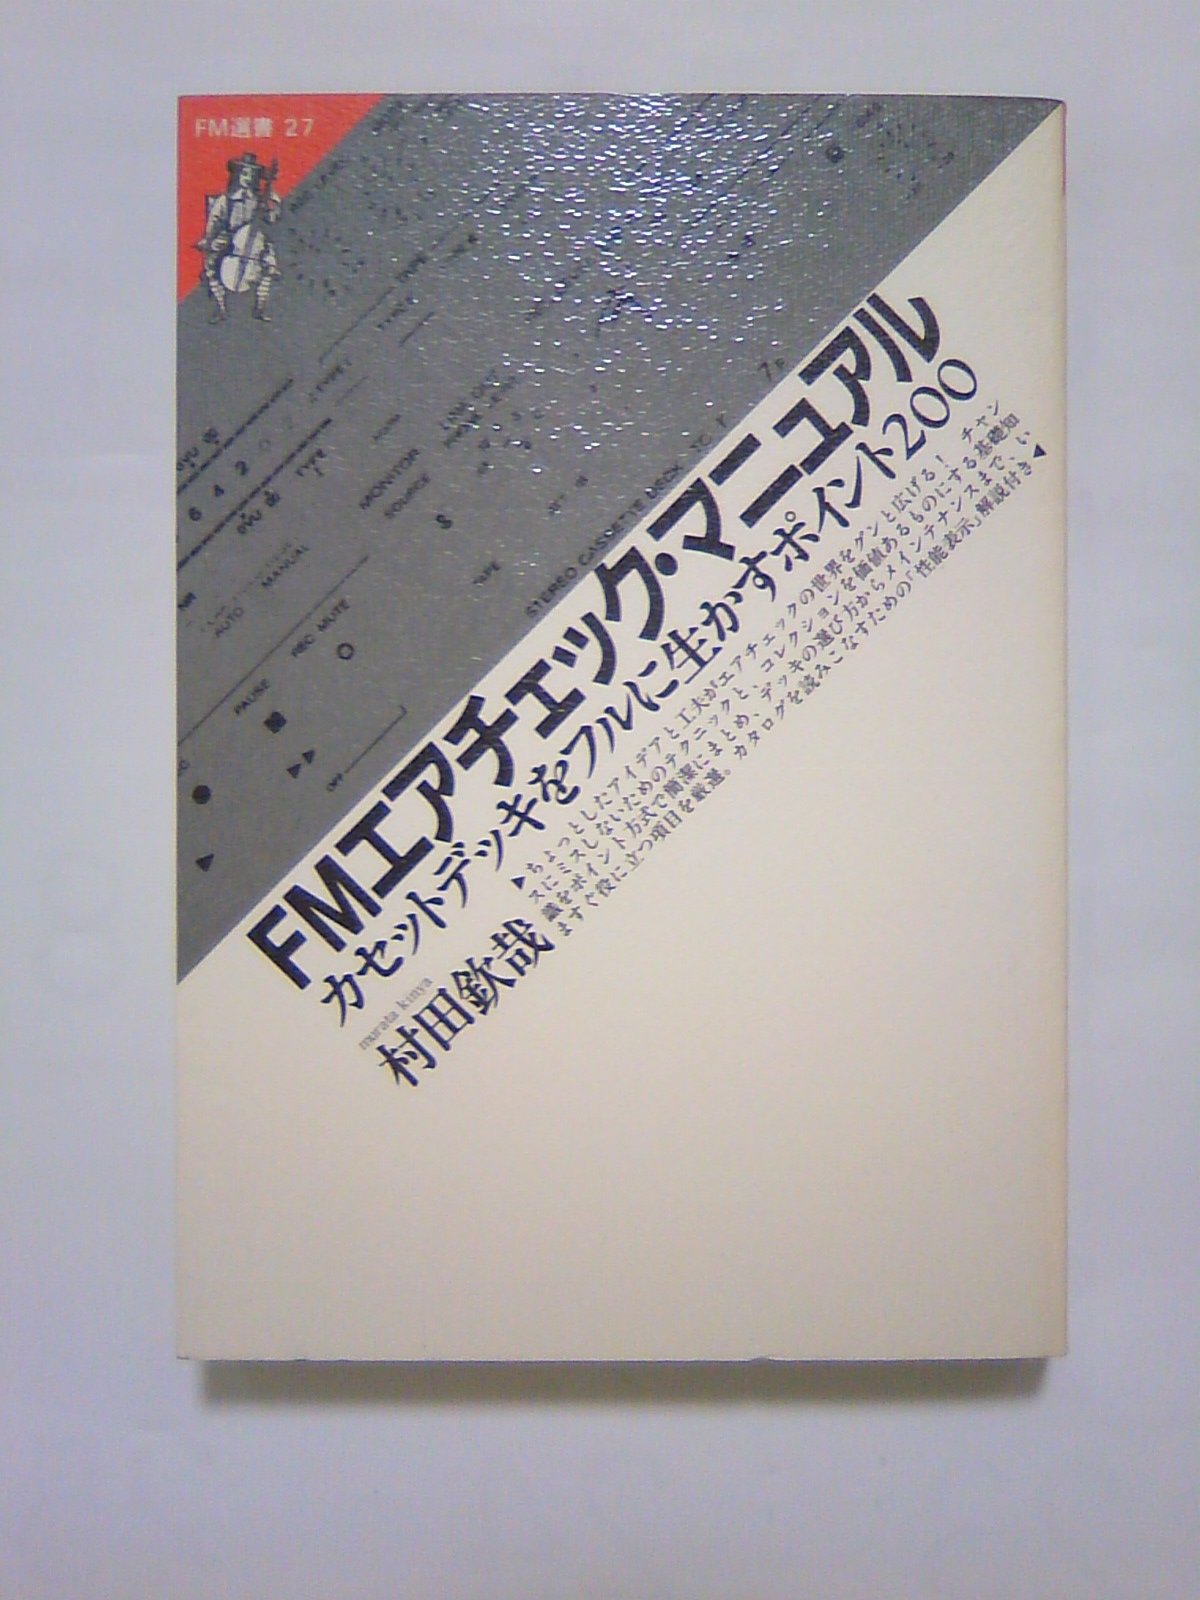 FM選書 27
TYPE
TYPE
TYPE I
6 4 2 0
TYPE
MONITOR
SOURCE
S
TAPE
STEREO CASSETTE DECK TC-F
AUTO
MANUAL
REC MUTE
PAUSE
OFF
FMエアチェック・マニュアル
カセットデッキをフルに生かすポイント200
▶ちょっとしたアイデアと工夫がエアチェックの世界をグンと広げる! チャン
スにミスしないためのテクニックと、コレクションを価値あるものにする基礎知
識をポイント方式で簡潔にまとめ、デッキの選び方からメインテナンスまで、い
ますぐ役に立つ項目を厳選。カタログを読みこなすための「性能表示」解説付き◀
murata kinya
村田欽哉